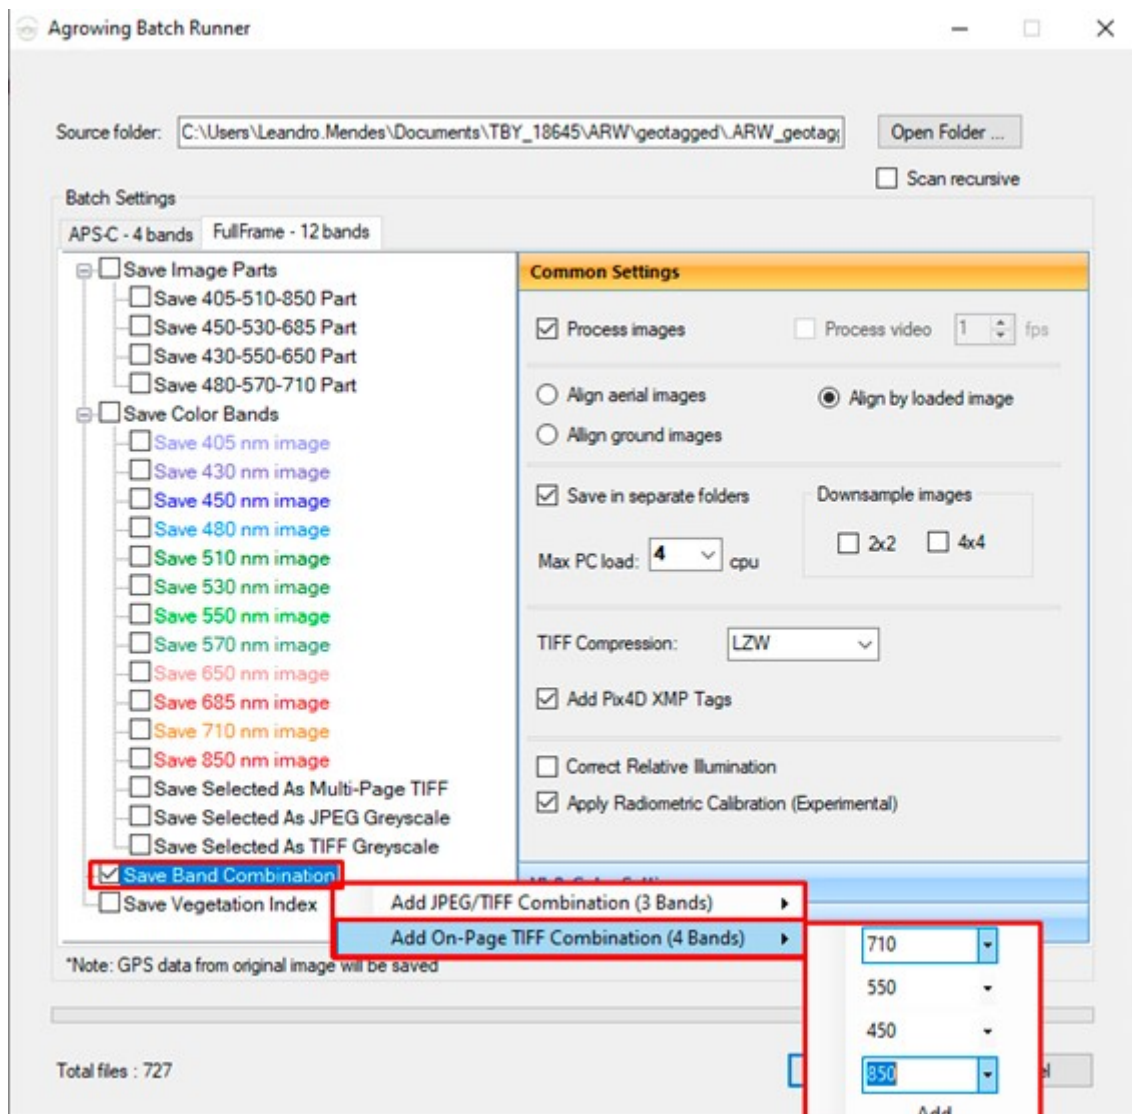 Agrowing Batch Runner
Source folder: C:\Users\Leandro.Mendes\Documents\TBY_18645\ARW\geotagged\.ARW_geotag Open Folder ...
Scan recursive
Batch Settings
APS-C - 4 bands FullFrame - 12 bands
Save Image Parts
Save 405-510-850 Part
Save 450-530-685 Part
Save 430-550-650 Part
Save 480-570-710 Part
Save Color Bands
Save 405 nm image
Save 430 nm image
Save 450 nm image
Save 480 nm image
Save 510 nm image
Save 530 nm image
Save 550 nm image
Save 570 nm image
Save 650 nm image
Save 685 nm image
Save 710 nm image
Save 850 nm image
Save Selected As Multi-Page TIFF
Save Selected As JPEG Greyscale
Save Selected As TIFF Greyscale
Save Band Combination
Save Vegetation Index
Common Settings
Process images Process video 1 fps
Align aerial images Align by loaded image
Allign ground images
Save in separate folders Downsample images
2x2 4x4
Max PC load: 4 cpu
TIFF Compression: LZW
Add Pix4D XMP Tags
Correct Relative Illumination
Apply Radiometric Calibration (Experimental)
Add JPEG/TIFF Combination (3 Bands)
Add On-Page TIFF Combination (4 Bands)
710
550
450
850
Add
*Note: GPS data from original image will be saved
Total files : 727